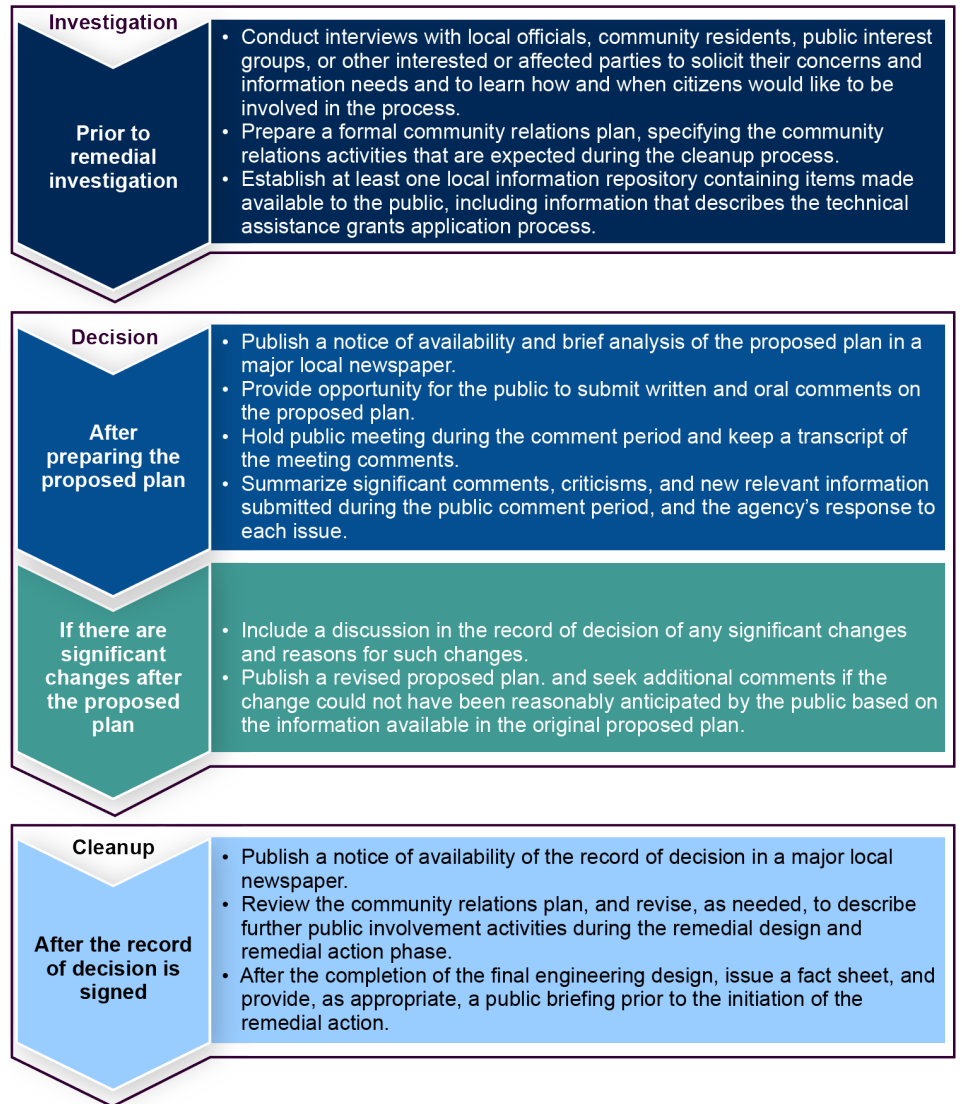 Investigation
Prior to
remedial
investigation
• Conduct interviews with local officials, community residents, public interest
groups, or other interested or affected parties to solicit their concerns and
information needs and to learn how and when citizens would like to be
involved in the process.
• Prepare a formal community relations plan, specifying the community
relations activities that are expected during the cleanup process.
• Establish at least one local information repository containing items made
available to the public, including information that describes the technical
assistance grants application process.
Decision
After
preparing the
proposed plan
• Publish a notice of availability and brief analysis of the proposed plan in a
major local newspaper.
• Provide opportunity for the public to submit written and oral comments on
the proposed plan.
• Hold public meeting during the comment period and keep a transcript of
the meeting comments.
• Summarize significant comments, criticisms, and new relevant information
submitted during the public comment period, and the agency’s response to
each issue.
If there are
significant
changes after
the proposed
plan
• Include a discussion in the record of decision of any significant changes
and reasons for such changes.
• Publish a revised proposed plan. and seek additional comments if the
change could not have been reasonably anticipated by the public based on
the information available in the original proposed plan.
Cleanup
After the record
of decision is
signed
• Publish a notice of availability of the record of decision in a major local
newspaper.
• Review the community relations plan, and revise, as needed, to describe
further public involvement activities during the remedial design and
remedial action phase.
• After the completion of the final engineering design, issue a fact sheet, and
provide, as appropriate, a public briefing prior to the initiation of the
remedial action.